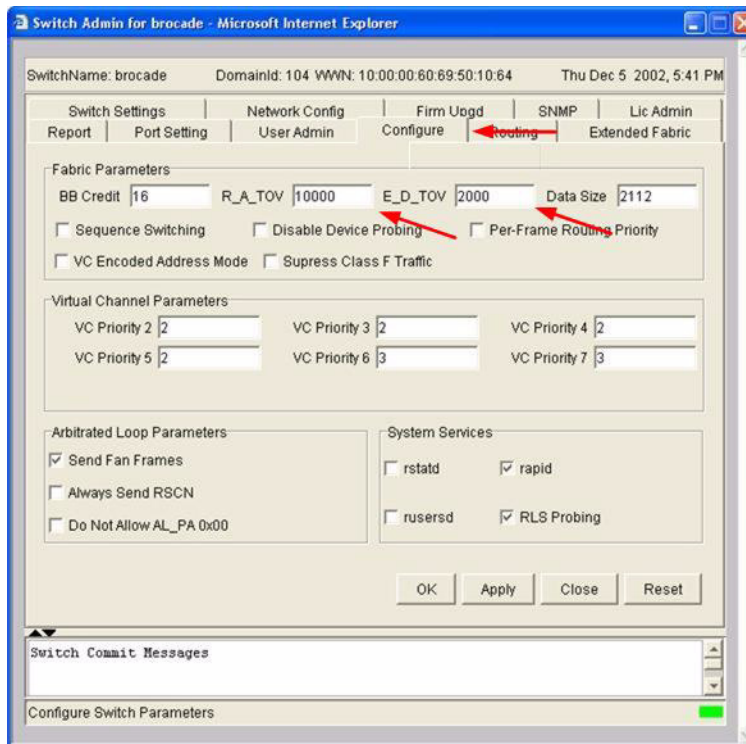 Switch Admin for brocade - Microsoft Internet Explorer
SwitchName: brocade DomainId: 104 WWN: 10:00:00:60:69:50:10:64 Thu Dec 5 2002, 5:41 PM
Switch Settings Network Config Firm Upgd SNMP Lic Admin
Report Port Setting User Admin Configure Routing Extended Fabric
Fabric Parameters
BB Credit 16 R_A_TOV 10000 E_D_TOV 2000 Data Size 2112
Sequence Switching Disable Device Probing Per-Frame Routing Priority
VC Encoded Address Mode Supress Class F Traffic
Virtual Channel Parameters
VC Priority 2 2 VC Priority 3 2 VC Priority 4 2
VC Priority 5 2 VC Priority 6 3 VC Priority 7 3
Arbitrated Loop Parameters System Services
Send Fan Frames rstatd rapid
Always Send RSCN
Do Not Allow AL_PA 0x00 rusersd RLS Probing
OK Apply Close Reset
Switch Commit Messages
Configure Switch Parameters